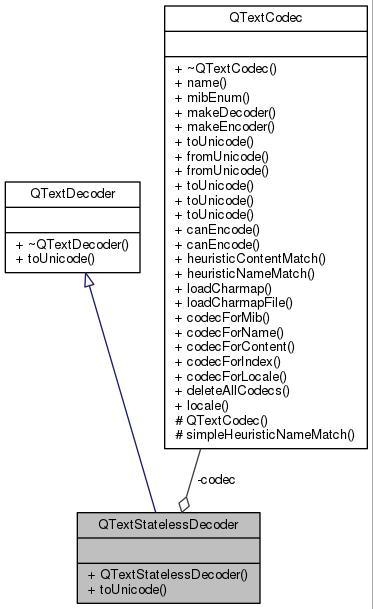 QTextCodec
+ ~QTextCodec()
+ name()
+ mibEnum()
+ makeDecoder()
+ makeEncoder()
+ toUnicode()
+ fromUnicode()
+ fromUnicode()
+ toUnicode()
+ toUnicode()
+ toUnicode()
+ canEncode()
+ canEncode()
+ heuristicContentMatch()
+ heuristicNameMatch()
+ loadCharmap()
+ loadCharmapFile()
+ codecForMib()
+ codecForName()
+ codecForContent()
+ codecForIndex()
+ codecForLocale()
+ deleteAllCodecs()
+ locale()
# QTextCodec()
# simpleHeuristicNameMatch()
QTextDecoder
+ ~QTextDecoder()
+ toUnicode()
-codec
QTextStatelessDecoder
+ QTextStatelessDecoder()
+ toUnicode()